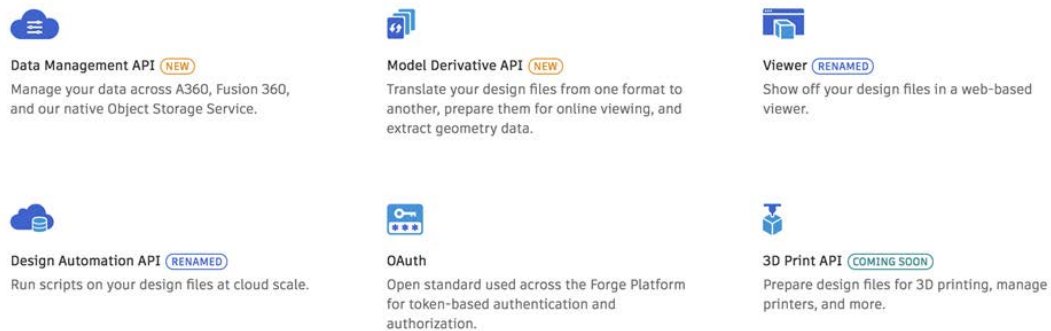 Data Management API NEW
Manage your data across A360, Fusion 360,
and our native Object Storage Service.
Model Derivative API NEW
Translate your design files from one format to
another, prepare them for online viewing, and
extract geometry data.
Viewer RENAMED
Show off your design files in a web-based
viewer.
Design Automation API RENAMED
Run scripts on your design files at cloud scale.
OAuth
Open standard used across the Forge Platform
for token-based authentication and
authorization.
3D Print API COMING SOON
Prepare design files for 3D printing, manage
printers, and more.